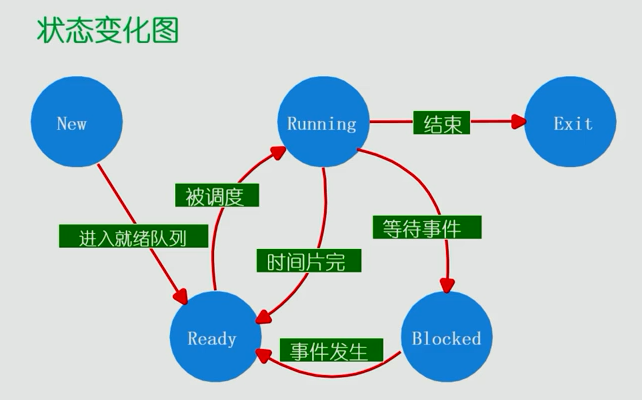 状态变化图
New
Running
Exit
结束
被调度
进入就绪队列
等待事件
时间片完
Ready
事件发生
Blocked